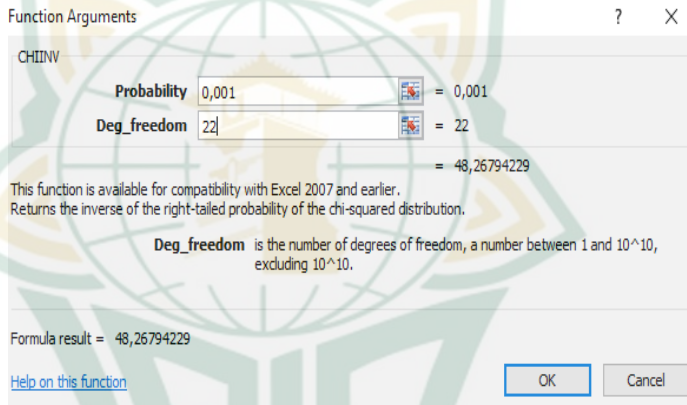 Function Arguments ? X
CHIINV
Probability 0,001 = 0,001
Deg_freedom 22 = 22
= 48,26794229
This function is available for compatibility with Excel 2007 and earlier.
Returns the inverse of the right-tailed probability of the chi-squared distribution.
Deg_freedom is the number of degrees of freedom, a number between 1 and 10^10,
excluding 10^10.
Formula result = 48,26794229
Help on this function OK Cancel